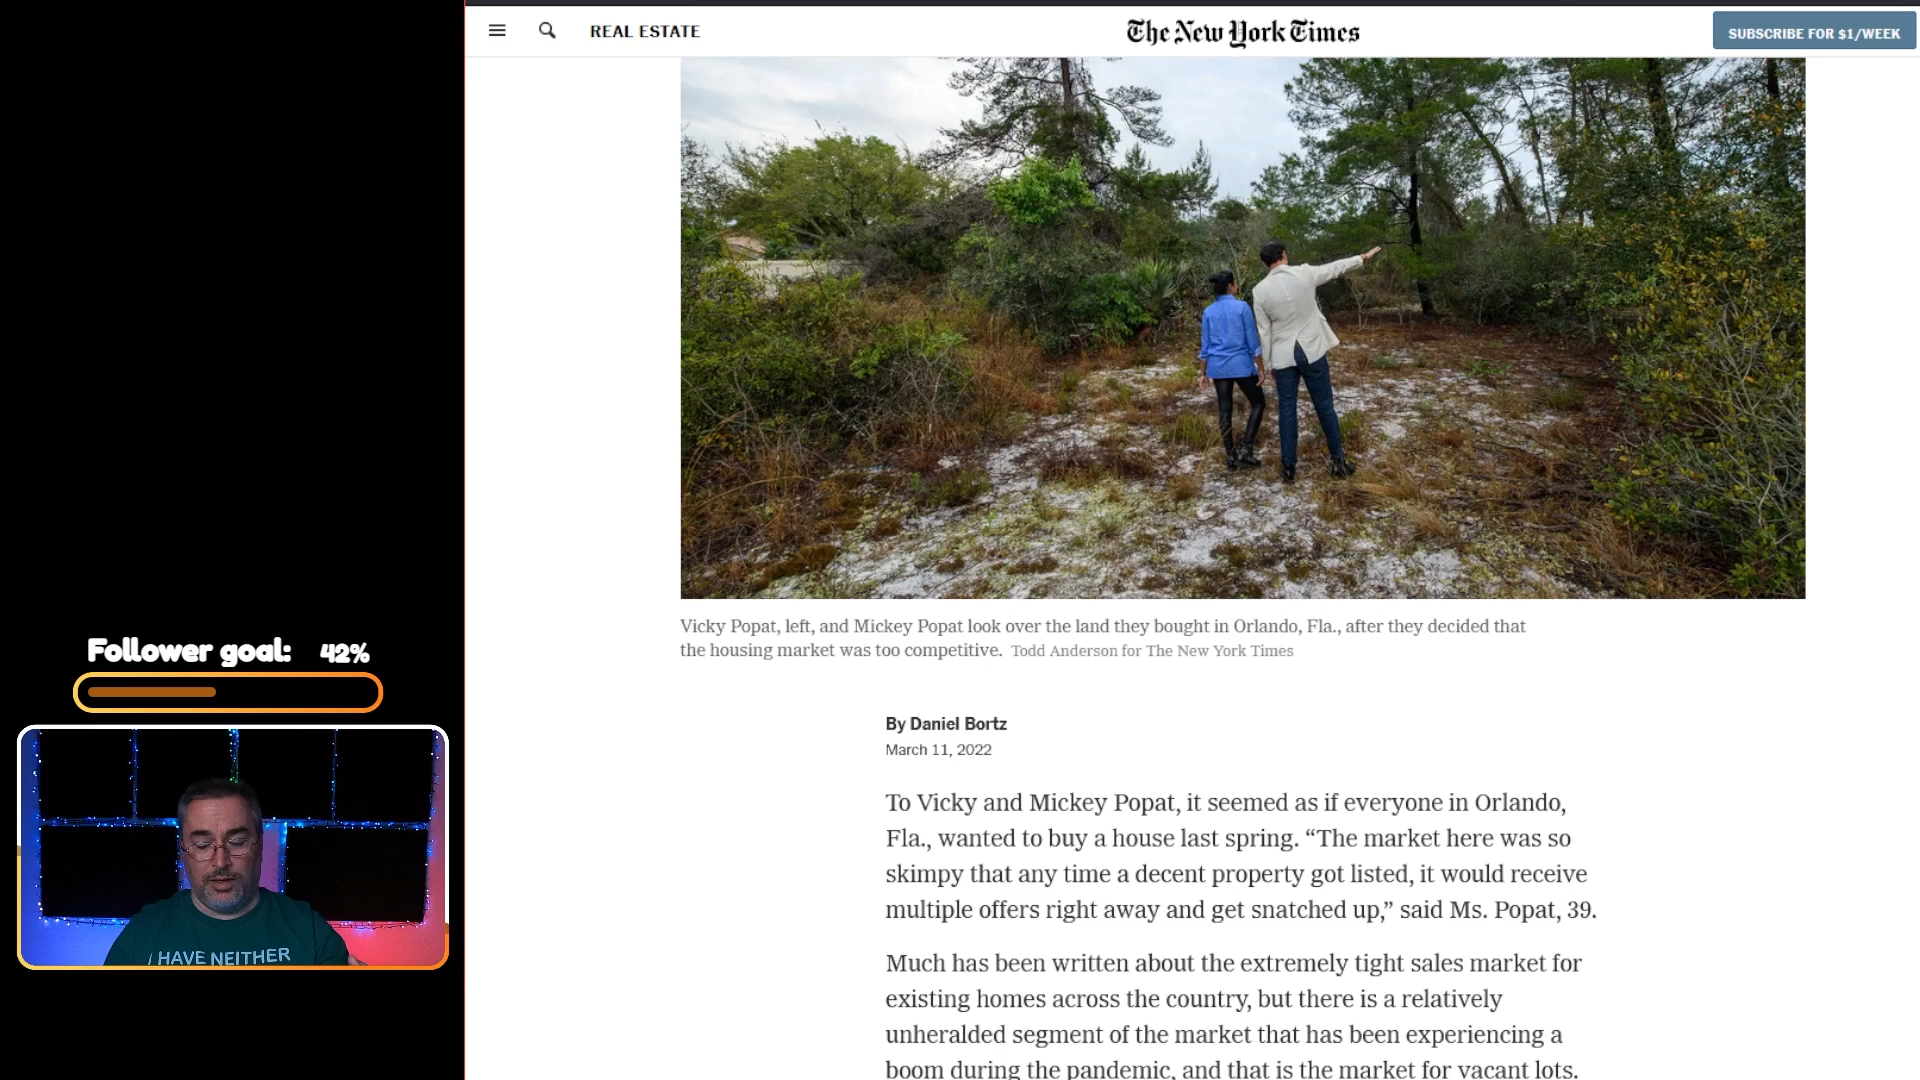 REAL ESTATE
The New York Times
SUBSCRIBE FOR $1/WEEK
Vicky Popat, left, and Mickey Popat look over the land they bought in Orlando, Fla., after they decided that
the housing market was too competitive. Todd Anderson for The New York Times
By Daniel Bortz
March 11, 2022
To Vicky and Mickey Popat, it seemed as if everyone in Orlando,
Fla., wanted to buy a house last spring. “The market here was so
skimpy that any time a decent property got listed, it would receive
multiple offers right away and get snatched up,” said Ms. Popat, 39.
Much has been written about the extremely tight sales market for
existing homes across the country, but there is a relatively
unheralded segment of the market that has been experiencing a
boom during the pandemic, and that is the market for vacant lots.
Follower goal: 42%
I HAVE NEITHER